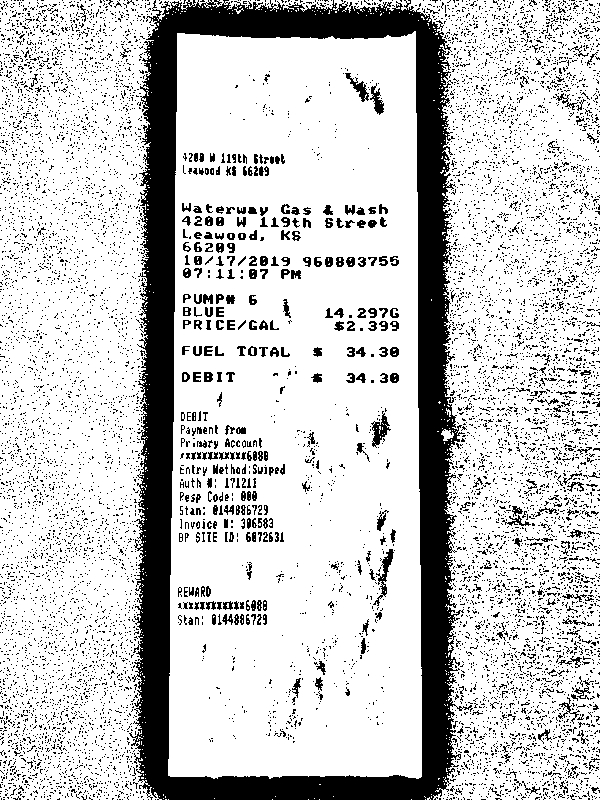 4200 W 119th Street
Leawood KS 66209
Waterway Gas & Wash
4200 W 119th Street
Leawood, KS
66209
10/17/2019 960803755
07:11:07 PM
PUMP# 6
BLUE 14.297G
PRICE/GAL $2.399
FUEL TOTAL $ 34.30
DEBIT $ 34.30
DEBIT
Payment from
Primary Account
************6088
Entry Method:Swiped
Auth #: 171211
Resp Code: 000
Stan: 0144886729
Invoice #: 306583
BP SITE ID: 6072631
REWARD
************6088
Stan: 0144886729